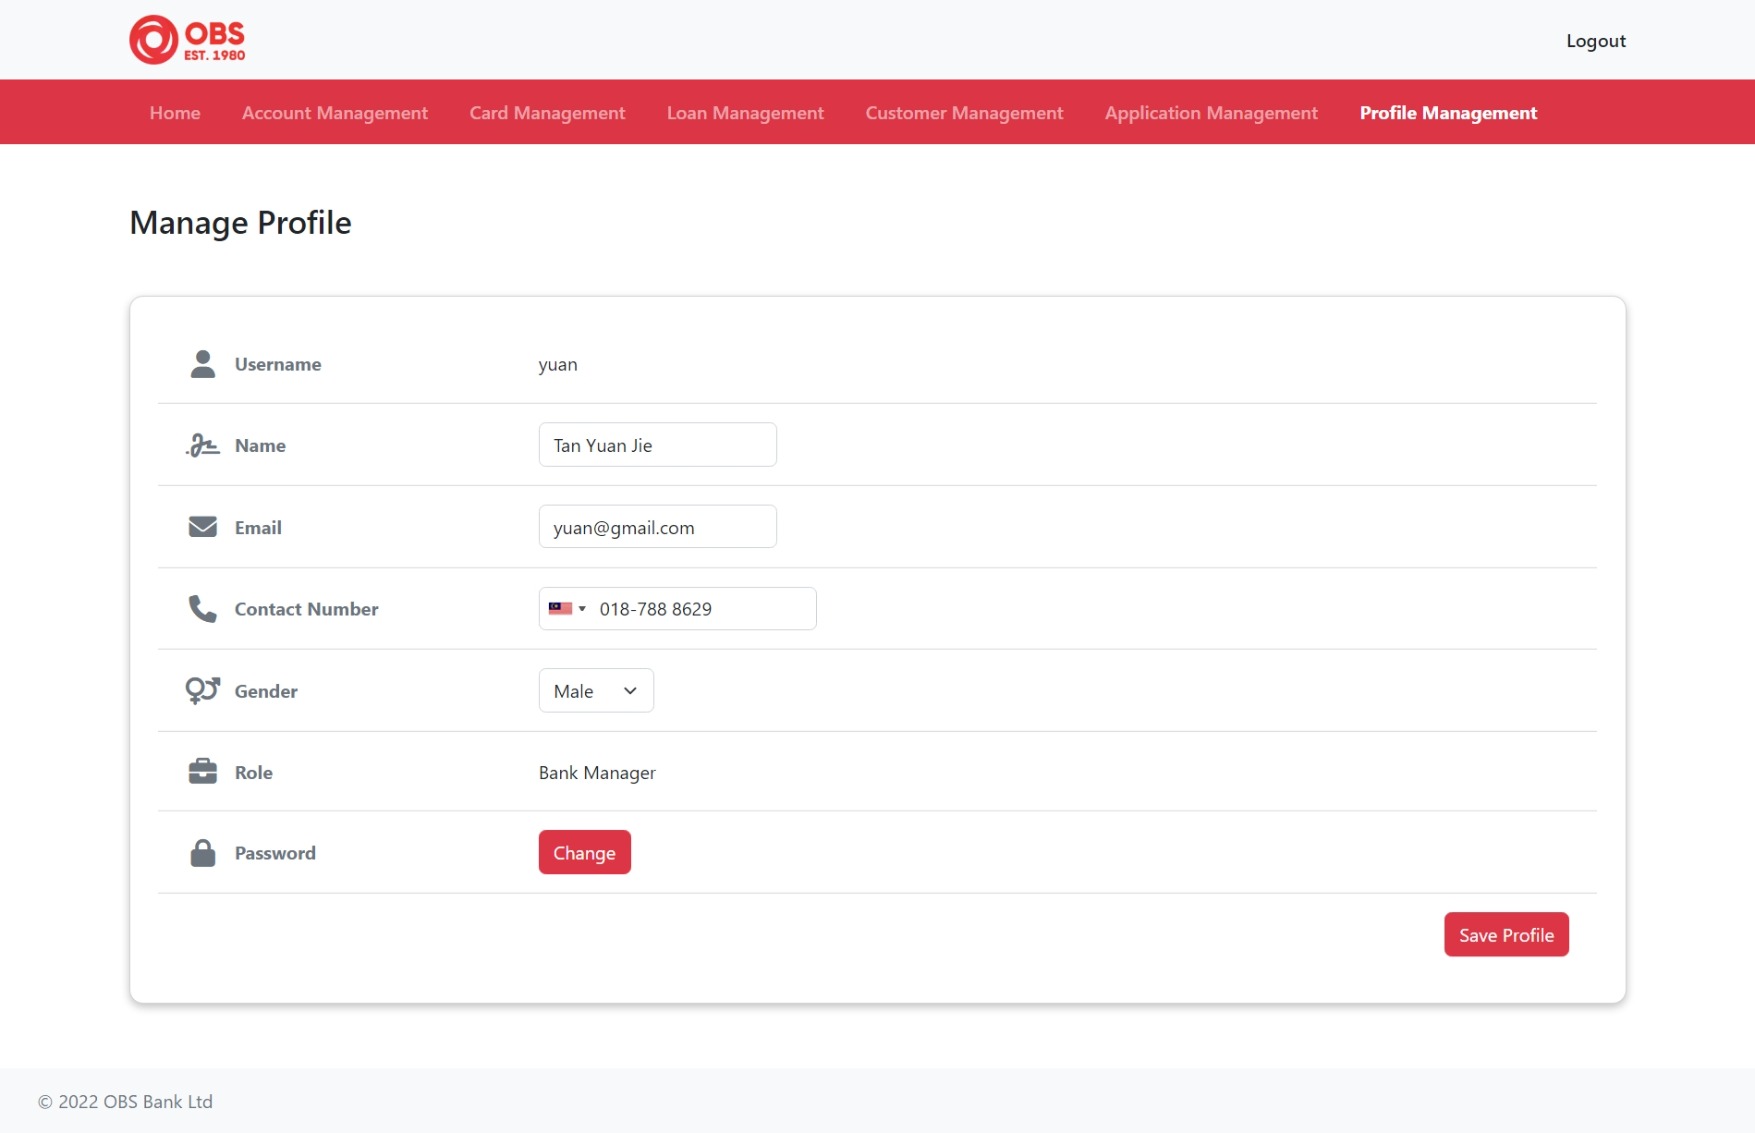 OBS
EST. 1980
Logout
Home Account Management Card Management Loan Management Customer Management Application Management Profile Management
Manage Profile
Username yuan
Name Tan Yuan Jie
Email yuan@gmail.com
Contact Number 018-788 8629
Gender Male
Role Bank Manager
Password Change
Save Profile
© 2022 OBS Bank Ltd